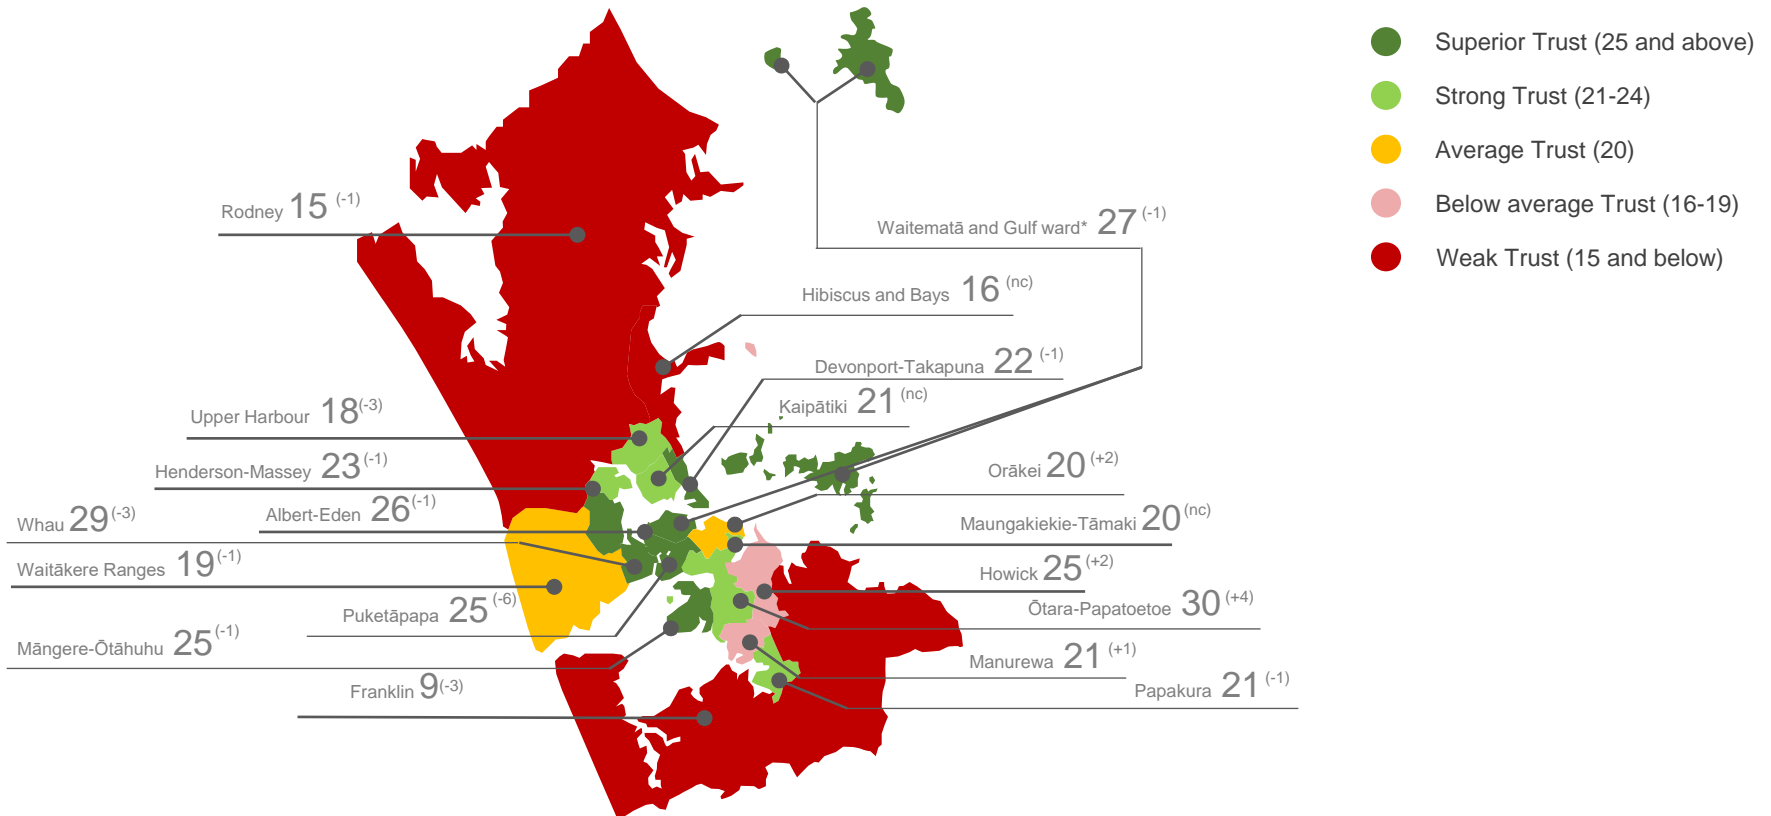 Superior Trust (25 and above)
Strong Trust (21-24)
Average Trust (20)
Below average Trust (16-19)
Weak Trust (15 and below)
Rodney 15 (-1)
Waitematā and Gulf ward* 27 (-1)
Hibiscus and Bays 16 (nc)
Devonport-Takapuna 22 (-1)
Kaipātiki 21 (nc)
Upper Harbour 18 (-3)
Henderson-Massey 23 (-1)
Orākei 20 (+2)
Whau 29 (-3)
Albert-Eden 26 (-1)
Maungakiekie-Tāmaki 20 (nc)
Waitākere Ranges 19 (-1)
Howick 25 (+2)
Puketāpapa 25 (-6)
Ōtara-Papatoetoe 30 (+4)
Māngere-Ōtāhuhu 25 (-1)
Manurewa 21 (+1)
Franklin 9 (-3)
Papakura 21 (-1)